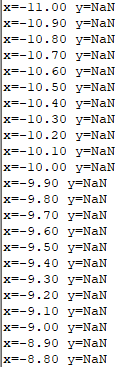 x=-11.00 y=NaN
x=-10.90 y=NaN
x=-10.80 y=NaN
x=-10.70 y=NaN
x=-10.60 y=NaN
x=-10.50 y=NaN
x=-10.40 y=NaN
x=-10.30 y=NaN
x=-10.20 y=NaN
x=-10.10 y=NaN
x=-10.00 y=NaN
x=-9.90 y=NaN
x=-9.80 y=NaN
x=-9.70 y=NaN
x=-9.60 y=NaN
x=-9.50 y=NaN
x=-9.40 y=NaN
x=-9.30 y=NaN
x=-9.20 y=NaN
x=-9.10 y=NaN
x=-9.00 y=NaN
x=-8.90 y=NaN
x=-8.80 y=NaN